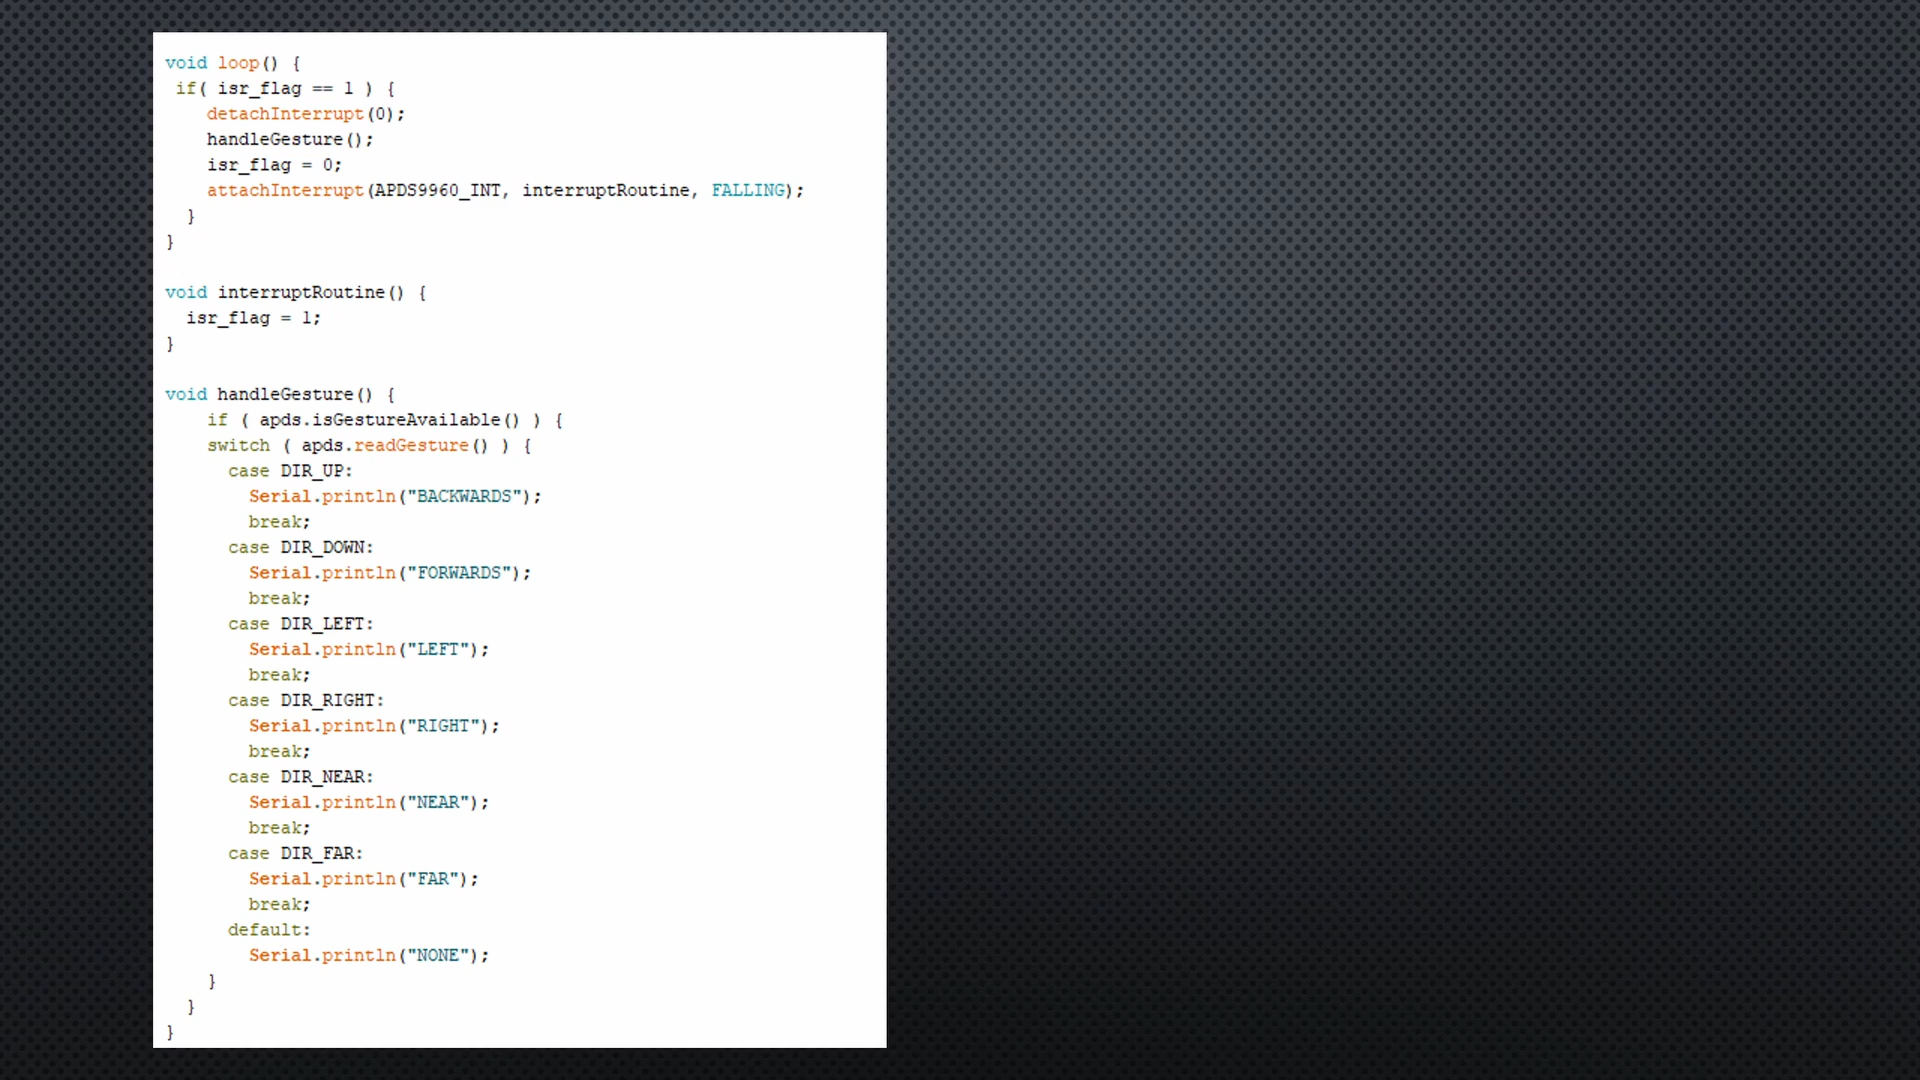 void loop() {
if( isr_flag == 1 ) {
detachInterrupt(0);
handleGesture();
isr_flag = 0;
attachInterrupt(APDS9960_INT, interruptRoutine, FALLING);
}
}
void interruptRoutine() {
isr_flag = 1;
}
void handleGesture() {
if ( apds.isGestureAvailable() ) {
switch ( apds.readGesture() ) {
case DIR_UP:
Serial.println("BACKWARDS");
break;
case DIR_DOWN:
Serial.println("FORWARDS");
break;
case DIR_LEFT:
Serial.println("LEFT");
break;
case DIR_RIGHT:
Serial.println("RIGHT");
break;
case DIR_NEAR:
Serial.println("NEAR");
break;
case DIR_FAR:
Serial.println("FAR");
break;
default:
Serial.println("NONE");
}
}
}